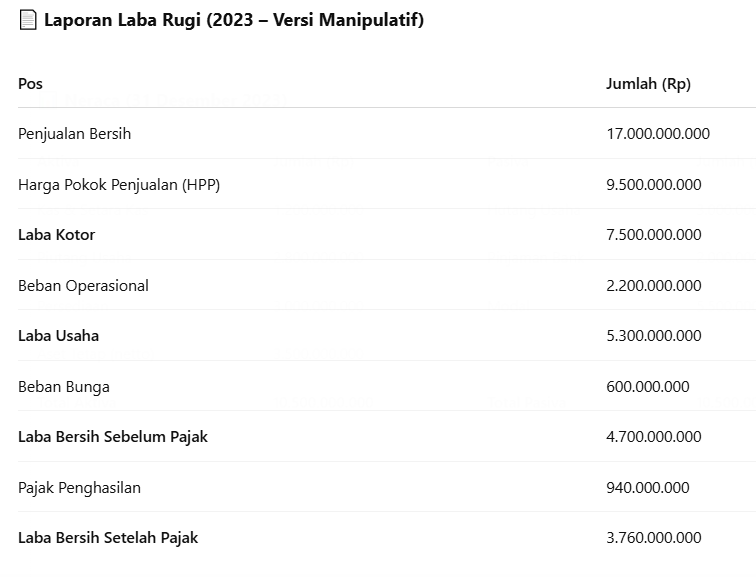 Laporan Laba Rugi (2023 – Versi Manipulatif)
Pos Jumlah (Rp)
Penjualan Bersih 17.000.000.000
Harga Pokok Penjualan (HPP) 9.500.000.000
Laba Kotor 7.500.000.000
Beban Operasional 2.200.000.000
Laba Usaha 5.300.000.000
Beban Bunga 600.000.000
Laba Bersih Sebelum Pajak 4.700.000.000
Pajak Penghasilan 940.000.000
Laba Bersih Setelah Pajak 3.760.000.000